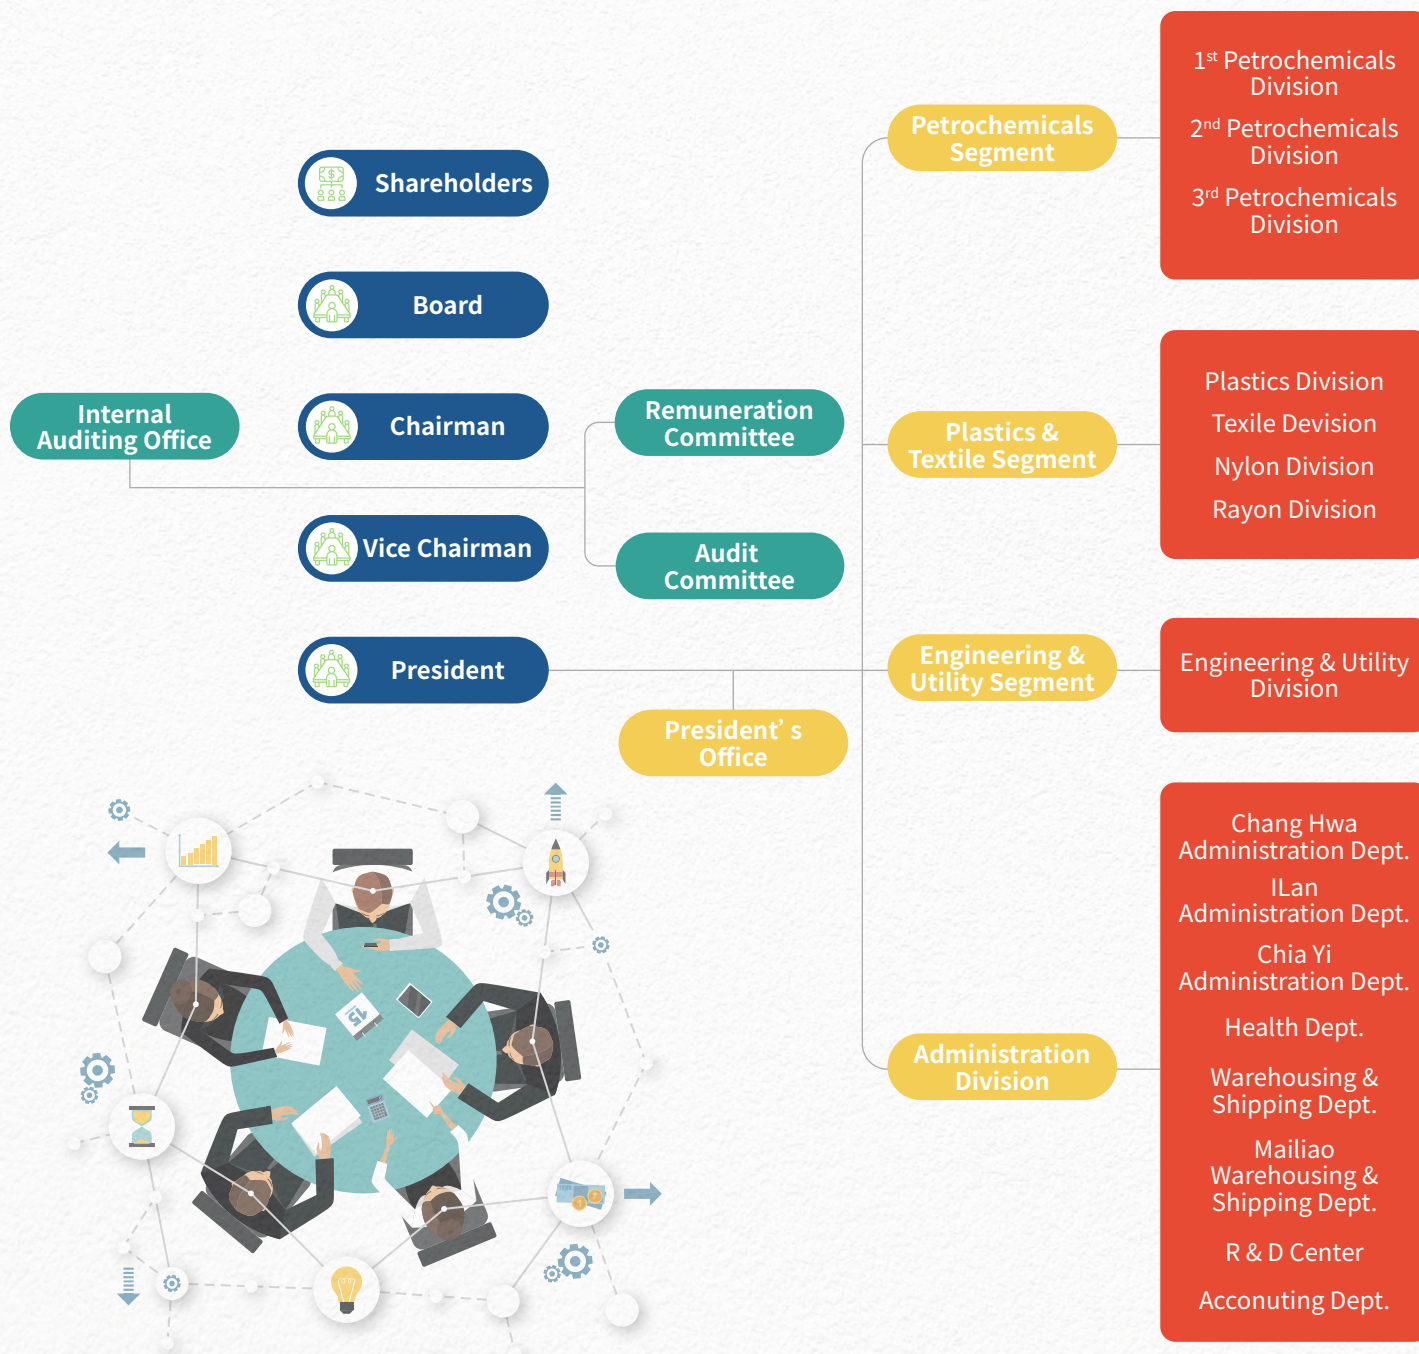 Shareholders
Board
Chairman
Vice Chairman
President
Internal
Auditing Office
Remuneration
Committee
Audit
Committee
President’ s
Office
Petrochemicals
Segment
1st Petrochemicals
Division
2nd Petrochemicals
Division
3rd Petrochemicals
Division
Plastics &
Textile Segment
Plastics Division
Texile Devision
Nylon Division
Rayon Division
Engineering &
Utility Segment
Engineering & Utility
Division
Administration
Division
Chang Hwa
Administration Dept.
ILan
Administration Dept.
Chia Yi
Administration Dept.
Health Dept.
Warehousing &
Shipping Dept.
Mailiao
Warehousing &
Shipping Dept.
R & D Center
Acconuting Dept.
15